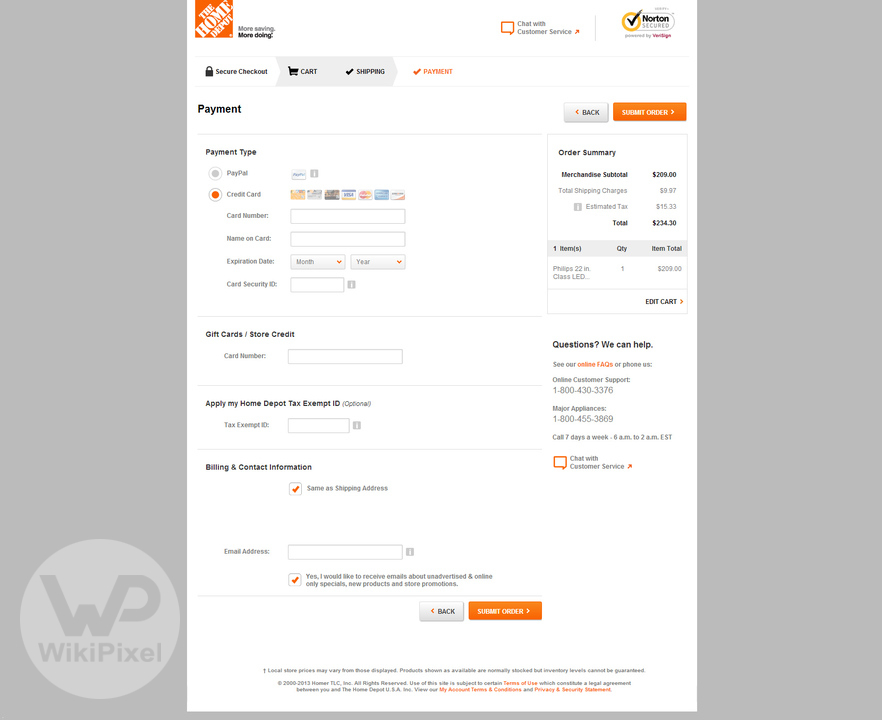 THE HOME DEPOT
More saving.
More doing.
Chat with
Customer Service
Norton
SECURED
powered by VeriSign
Secure Checkout
CART
SHIPPING
PAYMENT
Payment
BACK
SUBMIT ORDER
Payment Type
PayPal
PayPal
Credit Card
VISA
Card Number:
Name on Card:
Expiration Date:
Month
Year
Card Security ID:
Gift Cards / Store Credit
Card Number:
Apply my Home Depot Tax Exempt ID (Optional)
Tax Exempt ID:
Billing & Contact Information
Same as Shipping Address
Email Address:
Yes, I would like to receive emails about unadvertised & online
only specials, new products and store promotions.
BACK
SUBMIT ORDER
Order Summary
Merchandise Subtotal $209.00
Total Shipping Charges $9.97
Estimated Tax $15.33
Total $234.30
1 Item(s) Qty Item Total
Philips 22 in. 1 $209.00
Class LED...
EDIT CART
Questions? We can help.
See our online FAQs or phone us:
Online Customer Support:
1-800-430-3376
Major Appliances:
1-800-455-3869
Call 7 days a week - 6 a.m. to 2 a.m. EST
Chat with
Customer Service
WikiPixel
† Local store prices may vary from those displayed. Products shown as available are normally stocked but inventory levels cannot be guaranteed.
© 2000-2013 Homer TLC, Inc. All Rights Reserved. Use of this site is subject to certain Terms of Use which constitute a legal agreement
between you and The Home Depot U.S.A. Inc. View our My Account Terms & Conditions and Privacy & Security Statement.